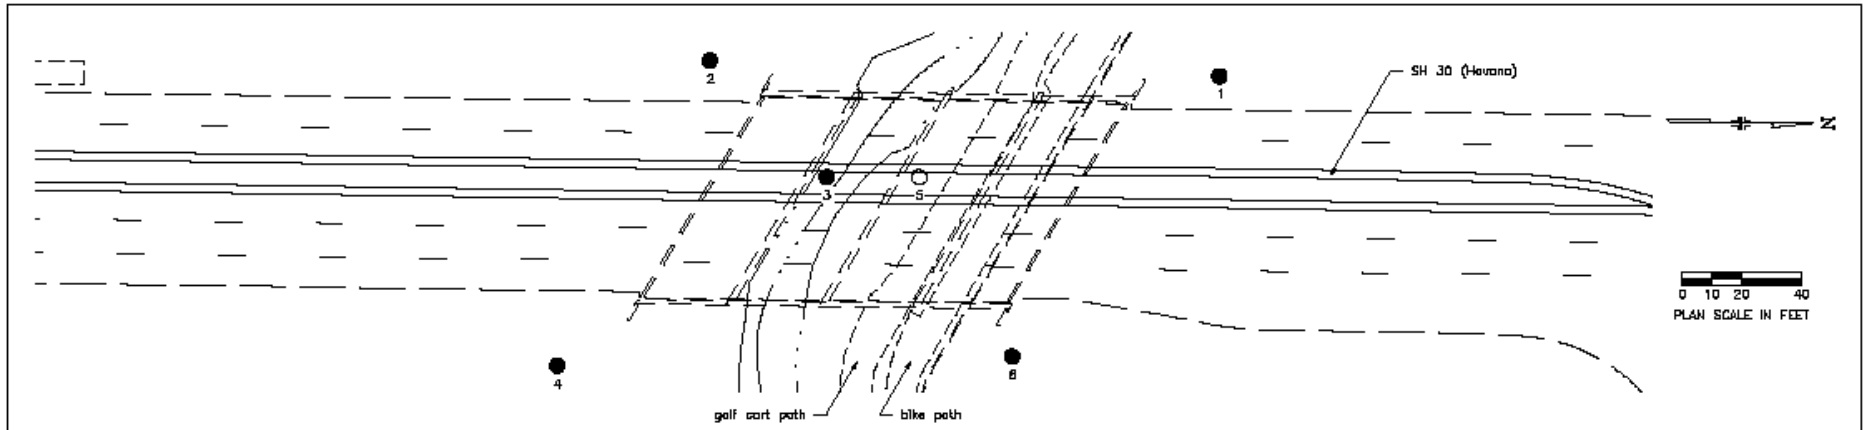 2
1
SH 30 (Havana)
N
3
5
0 10 20 40
PLAN SCALE IN FEET
4
6
golf cart path
bike path